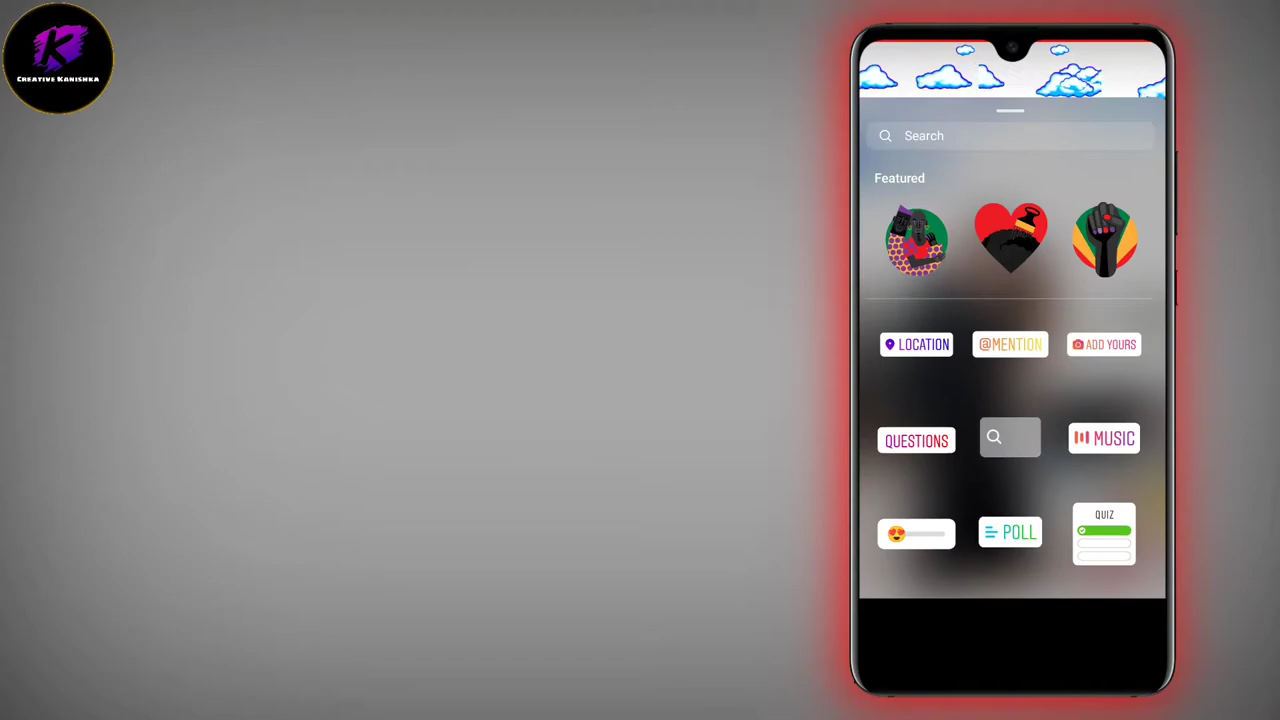 K
CREATIVE KANISHKA
Search
Featured
LOCATION
@MENTION
ADD YOURS
QUESTIONS
MUSIC
POLL
QUIZ